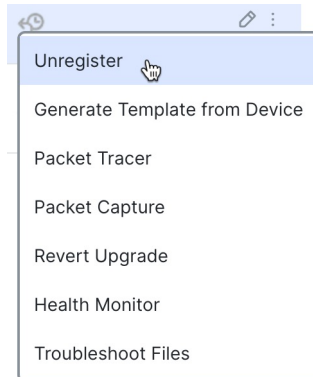 Unregister
Generate Template from Device
Packet Tracer
Packet Capture
Revert Upgrade
Health Monitor
Troubleshoot Files